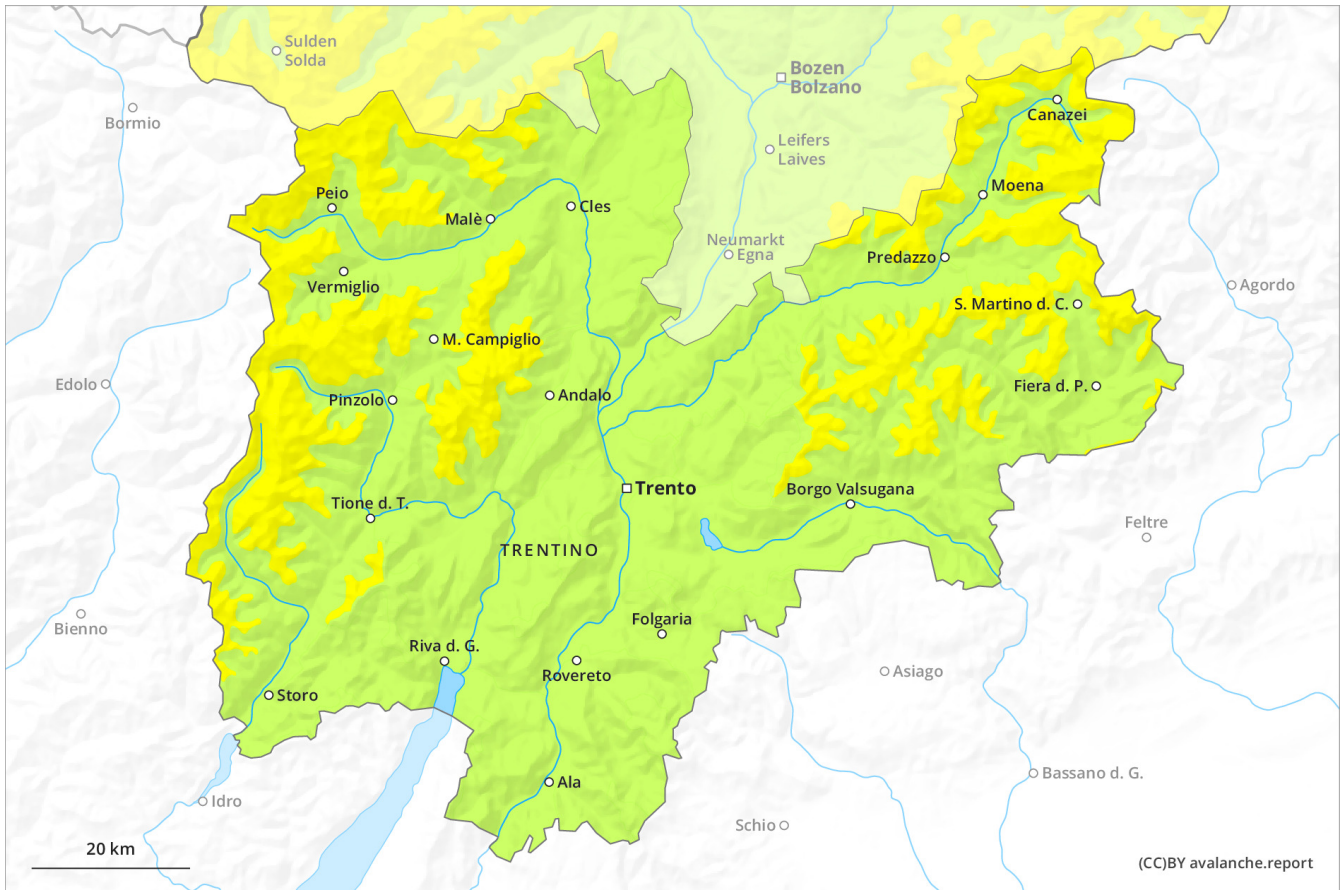 Sulden
Solda
Bozen
Bolzano
Bormio
Canazei
Leifers
Laives
Peio
Moena
Malè
Cles
Neumarkt
Egna
Predazzo
Vermiglio
Agordo
S. Martino d. C.
M. Campiglio
Edolo
Pinzolo
Andalo
Fiera d. P.
Trento
Borgo Valsugana
Tione d. T.
Feltre
TRENTINO
Bienno
Folgaria
Riva d. G.
Rovereto
Asiago
Storo
Ala
Bassano d. G.
Idro
Schio
20 km
(CC)BY avalanche.report